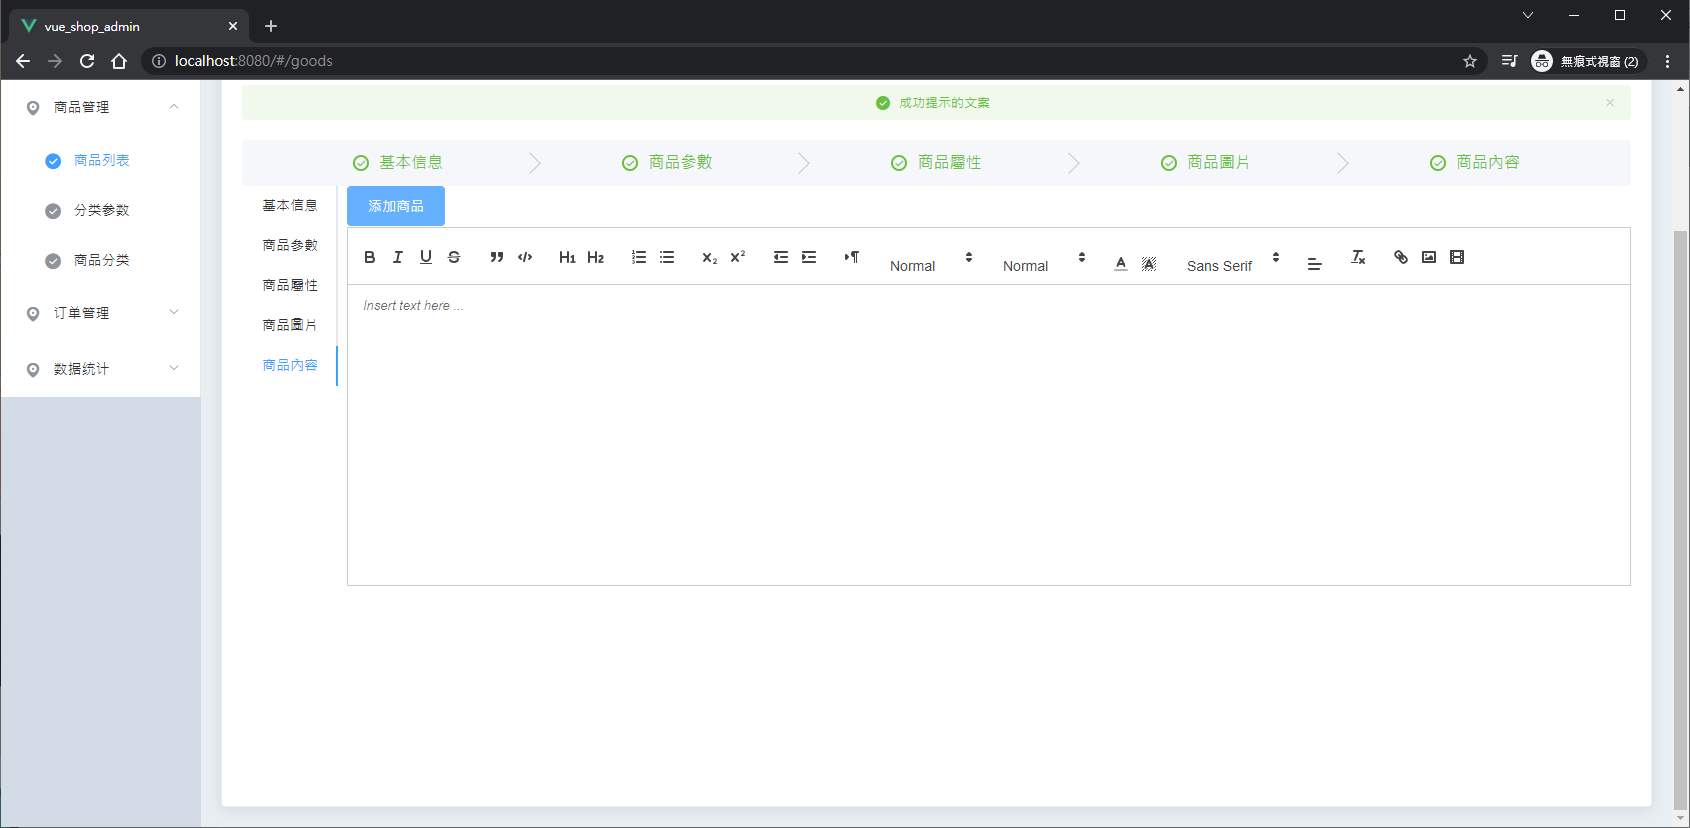 vue_shop_admin
localhost:8080/#/goods
無痕式視窗 (2)
商品管理
商品列表
分类参数
商品分类
订单管理
数据统计
成功提示的文案
基本信息
商品參數
商品屬性
商品圖片
商品內容
基本信息
商品參數
商品屬性
商品圖片
商品內容
添加商品
B I U S H1 H2 X2 X2 Normal Normal A A Sans Serif Tx
Insert text here ...